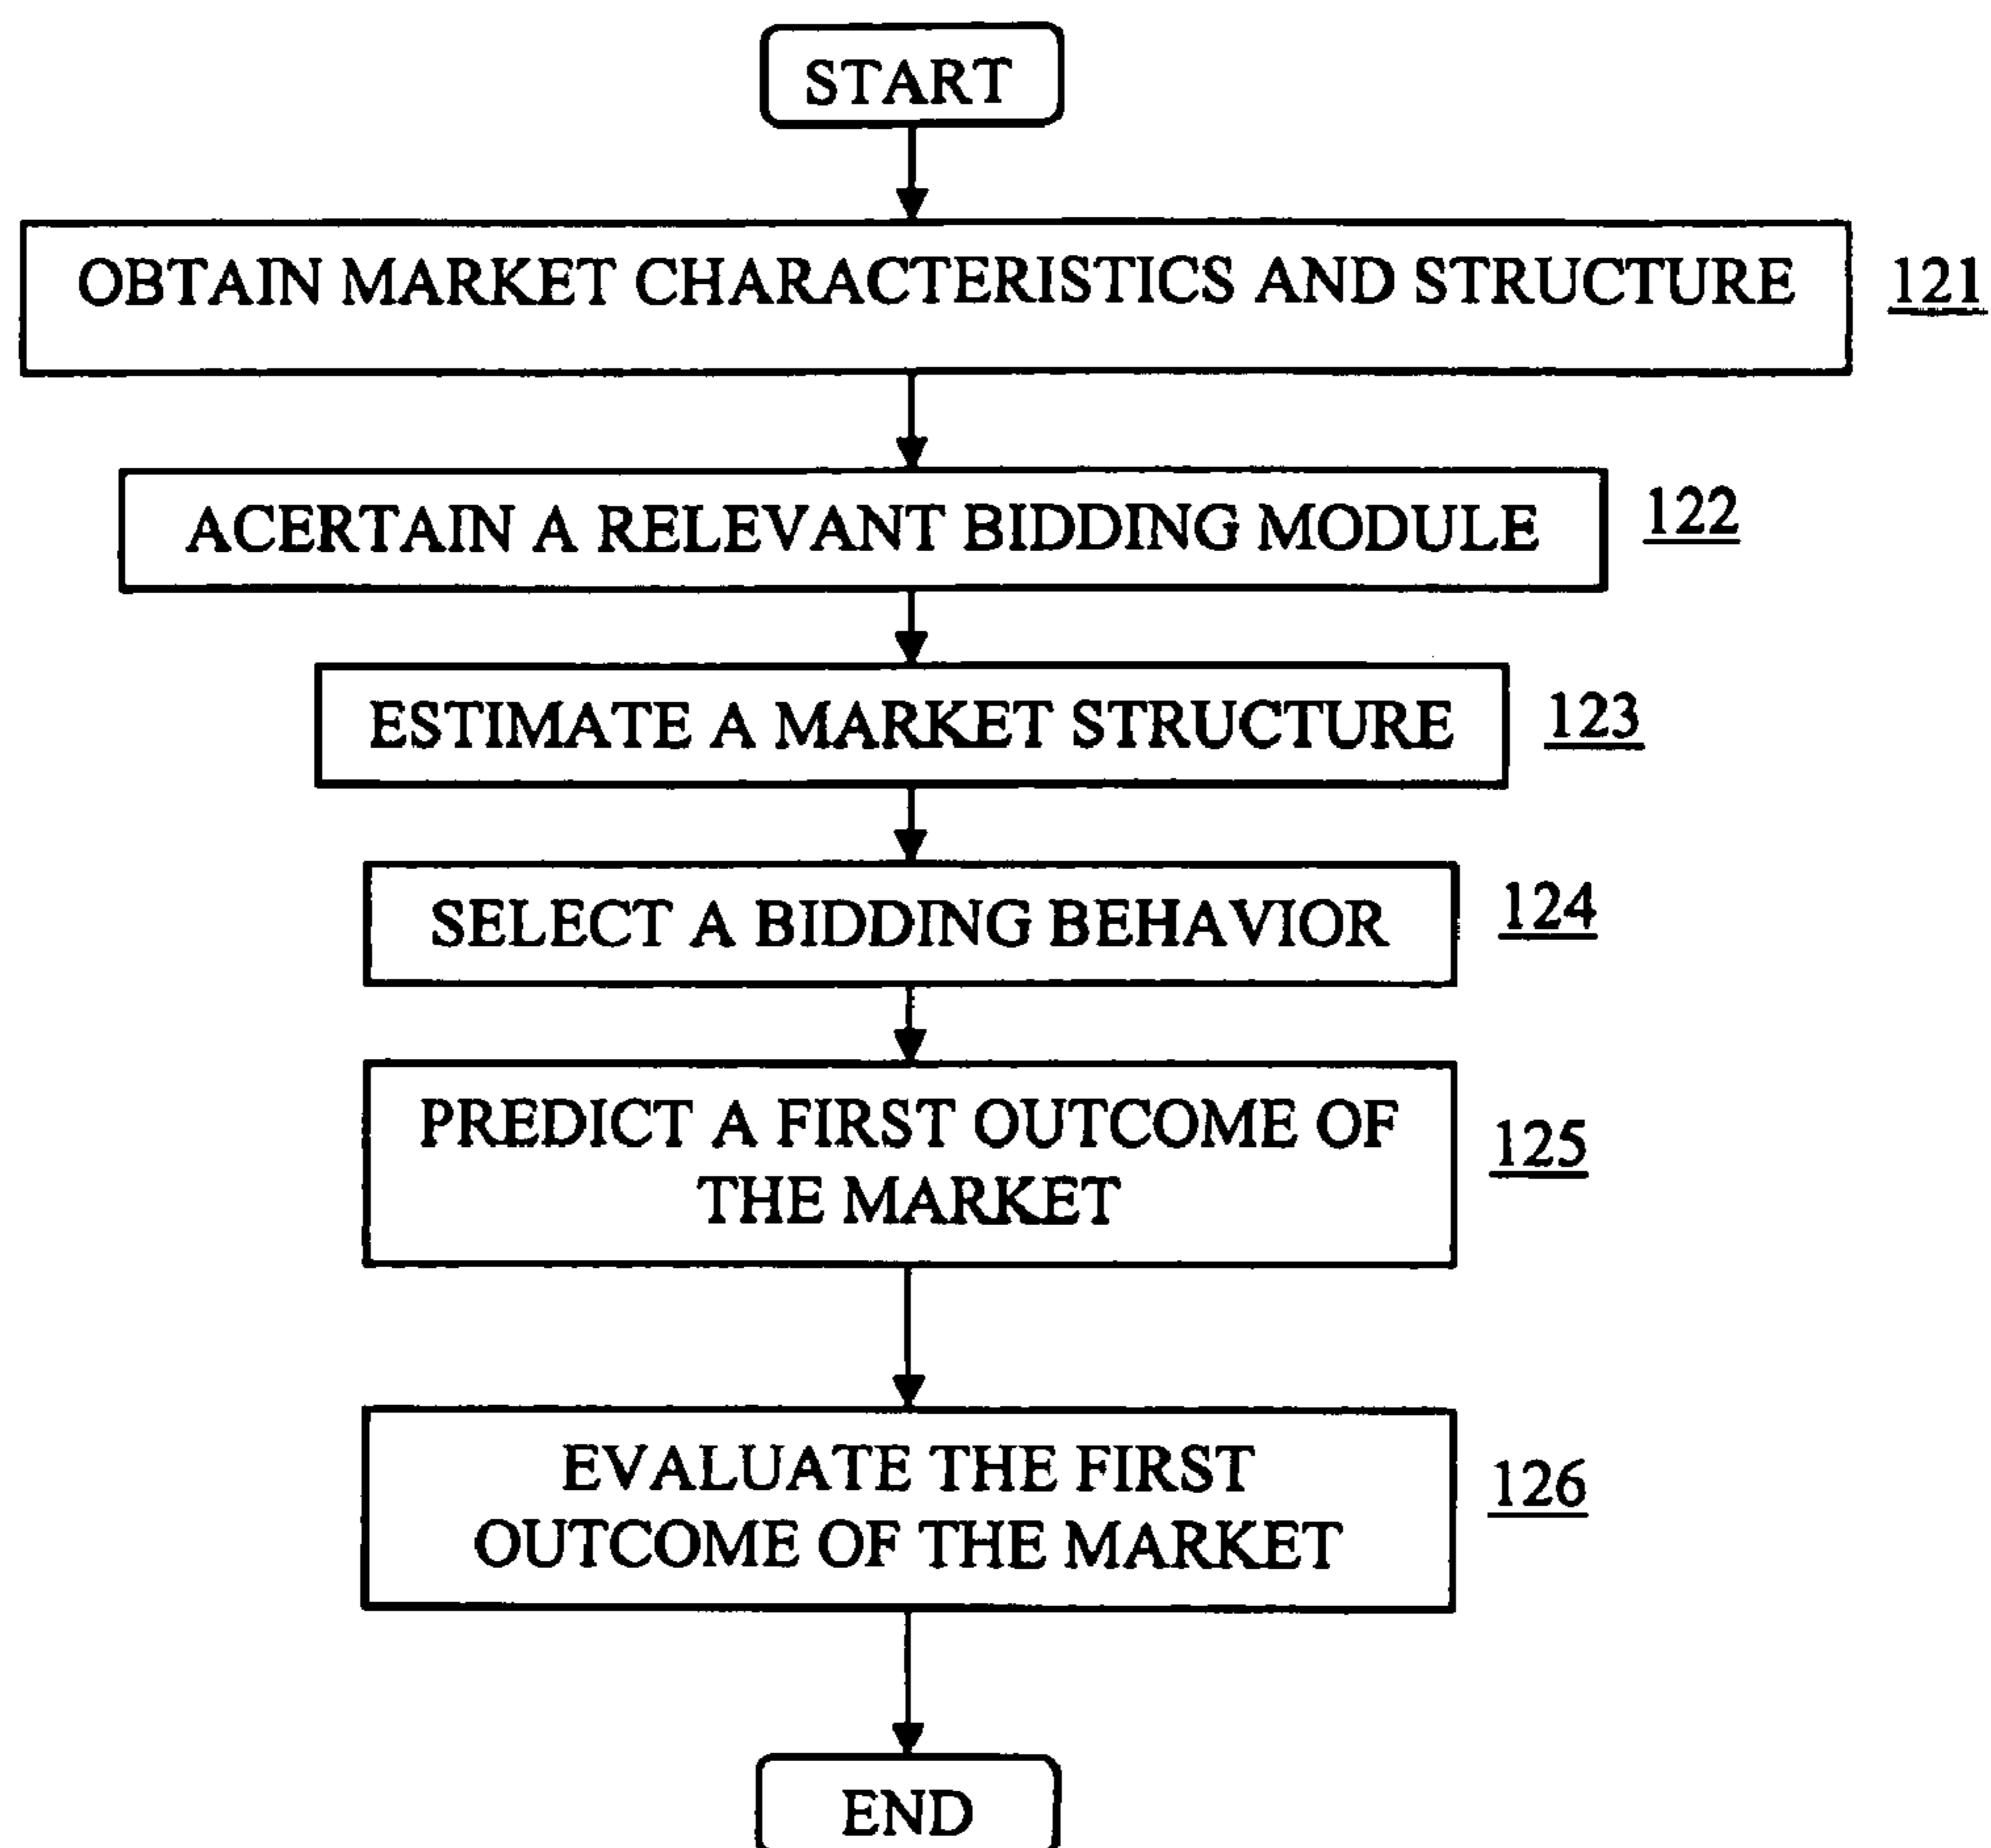 START
OBTAIN MARKET CHARACTERISTICS AND STRUCTURE
121
ACERTAIN A RELEVANT BIDDING MODULE
122
ESTIMATE A MARKET STRUCTURE
123
SELECT A BIDDING BEHAVIOR
124
PREDICT A FIRST OUTCOME OF
THE MARKET
125
EVALUATE THE FIRST
OUTCOME OF THE MARKET
126
END